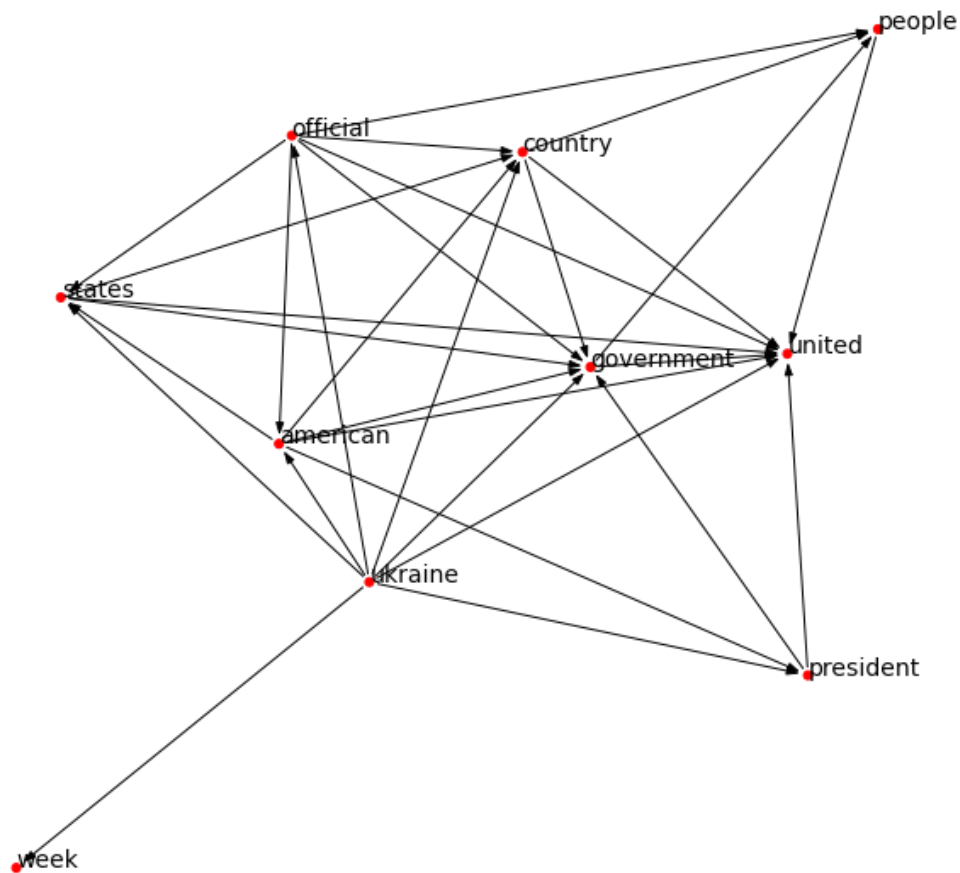 people
official
country
states
united
government
american
ukraine
president
week